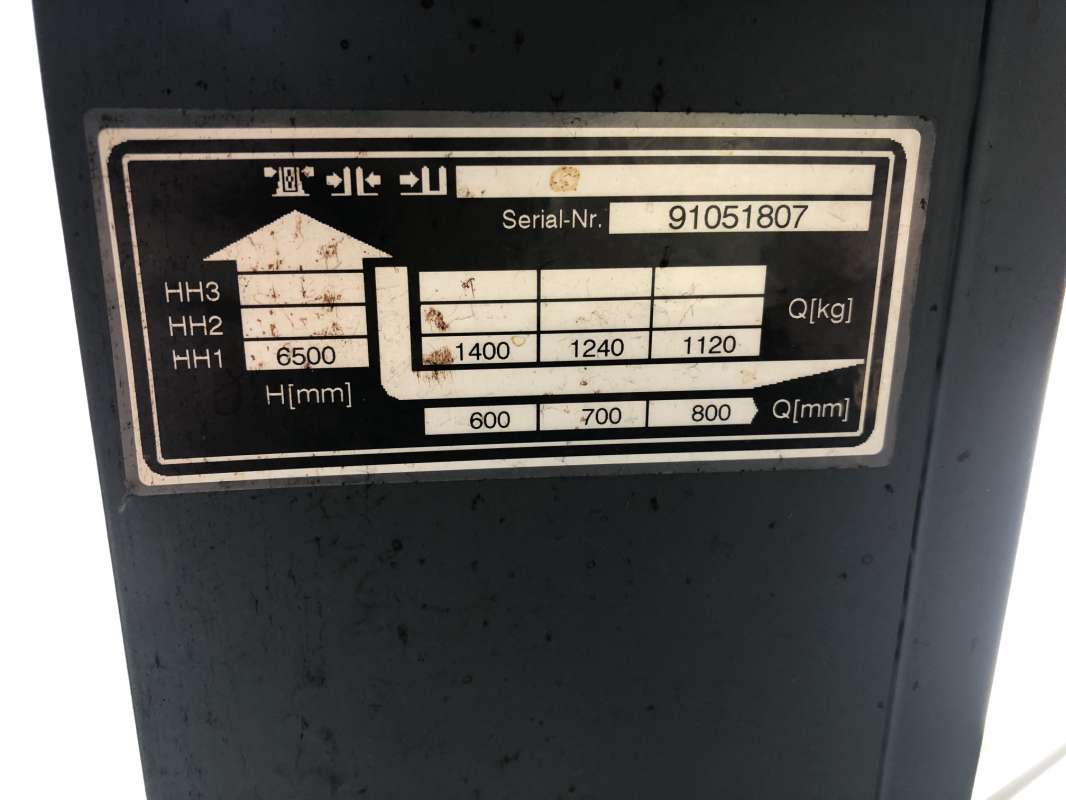 Serial-Nr. 91051807
HH3 Q[kg]
HH2
HH1 6500 1400 1240 1120
H[mm]
600 700 800 Q[mm]